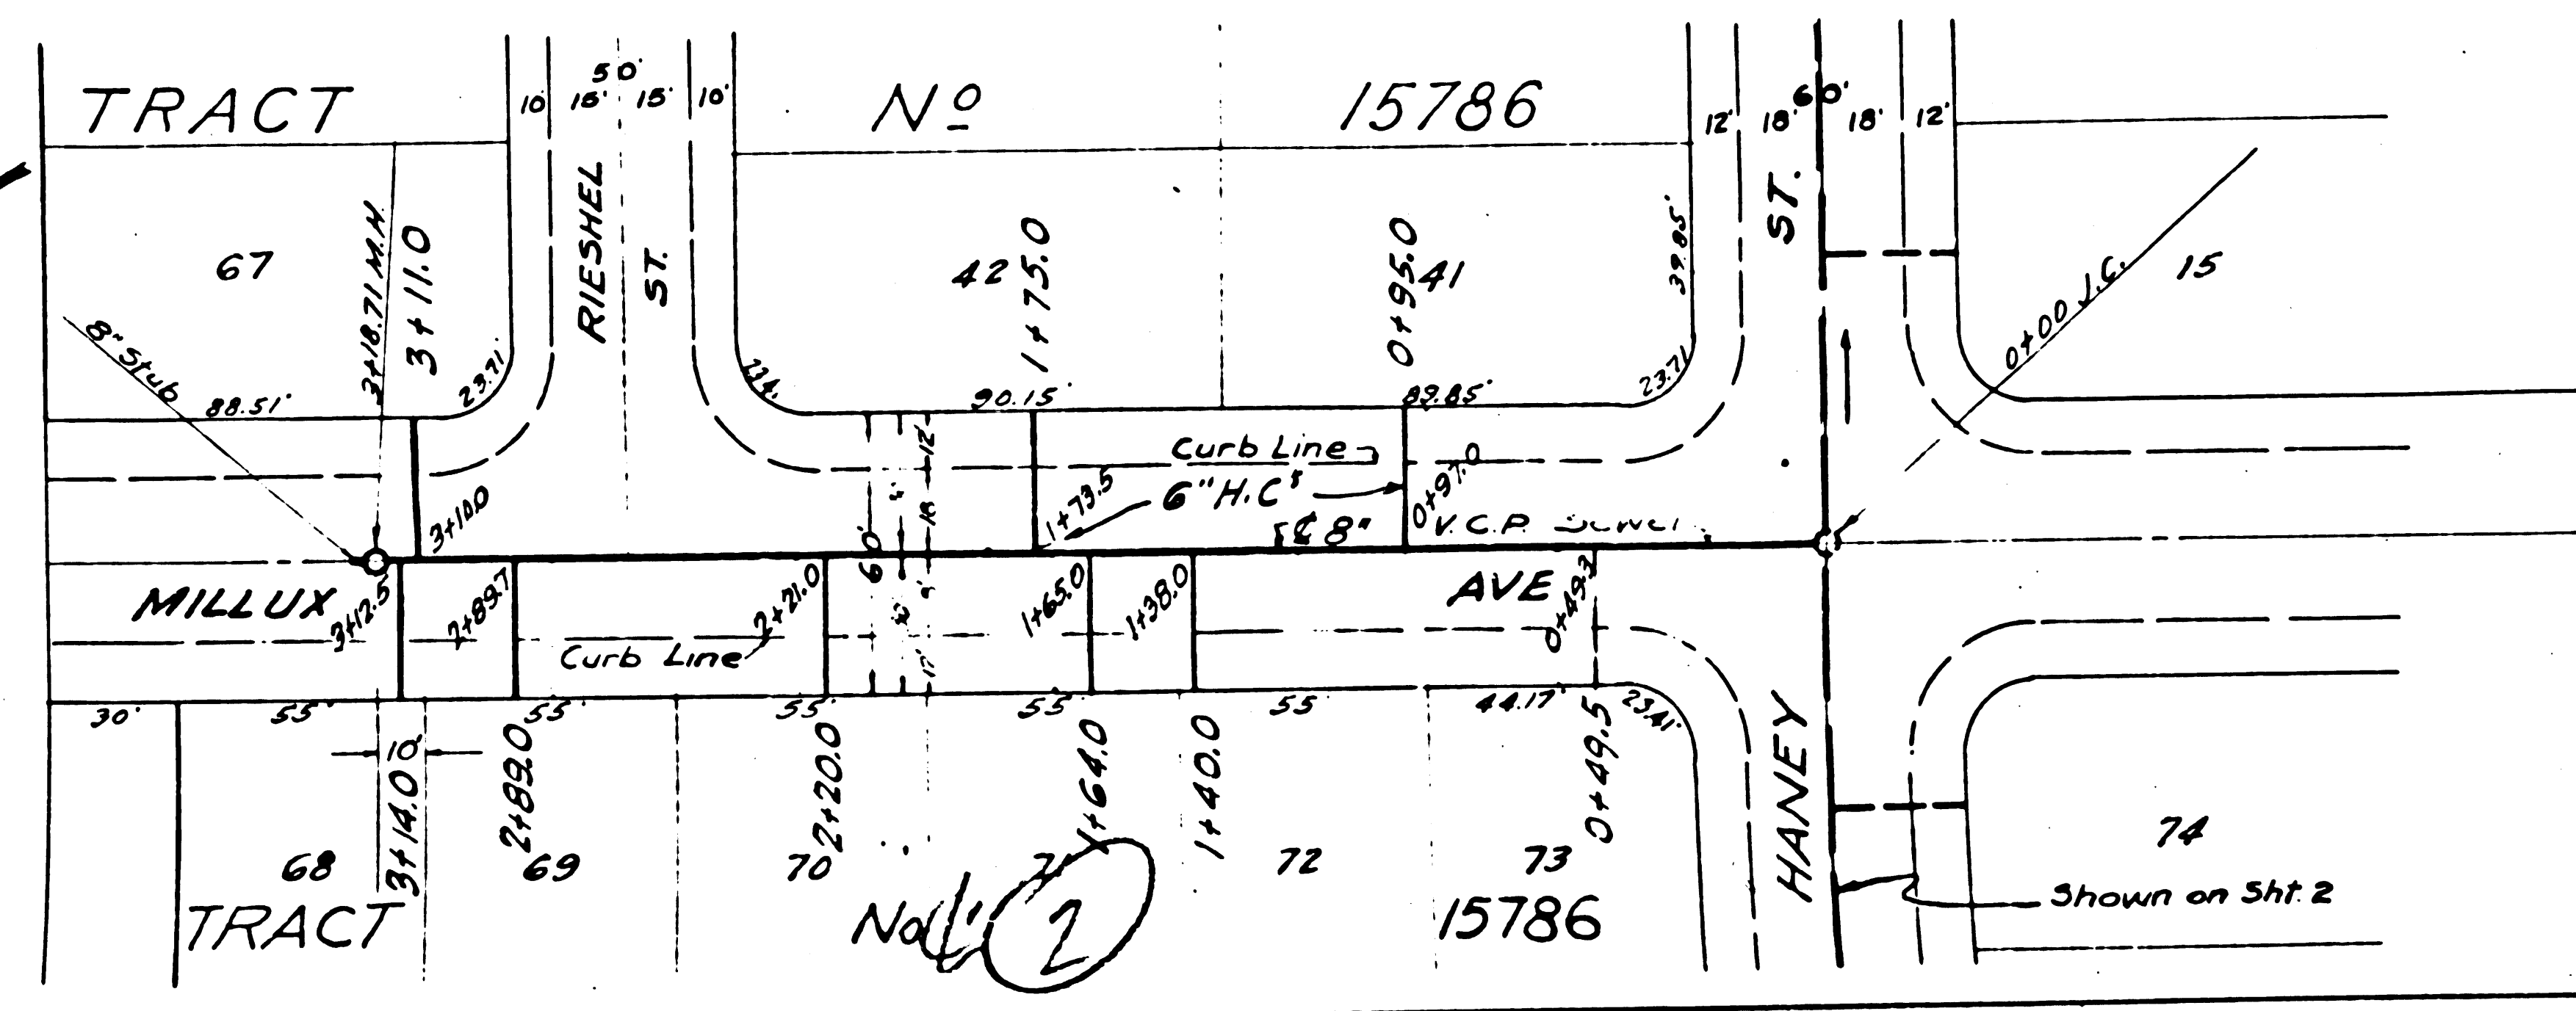 TRACT Nº 15786
50'
10' 15' 15' 10'
60'
12' 18' 18' 12'
RIESHEL ST.
ST.
67
42
41
15
3+18.71 M.H.
3+11.0
1+75.0
0+95.0
39.85'
0+00 J.C.
8" Stub
88.51'
23.71'
90.15'
89.85'
23.71
Curb Line
6" H.C.s
3+10.0
1+73.5
0+97.0
12'
18'
60'
℄ 8" V.C.P. Sewer
MILLUX AVE
3+12.5
2+89.7
2+21.0
1+65.0
1+38.0
0+49.3
Curb Line
30' 55' 55' 55' 55' 55' 44.17' 23.41'
10'
3+14.0
2+89.0
2+20.0
1+64.0
1+40.0
0+49.5
HANEY
68 69 70 71 72 73 74
Shown on Sht. 2
TRACT No 15786
2